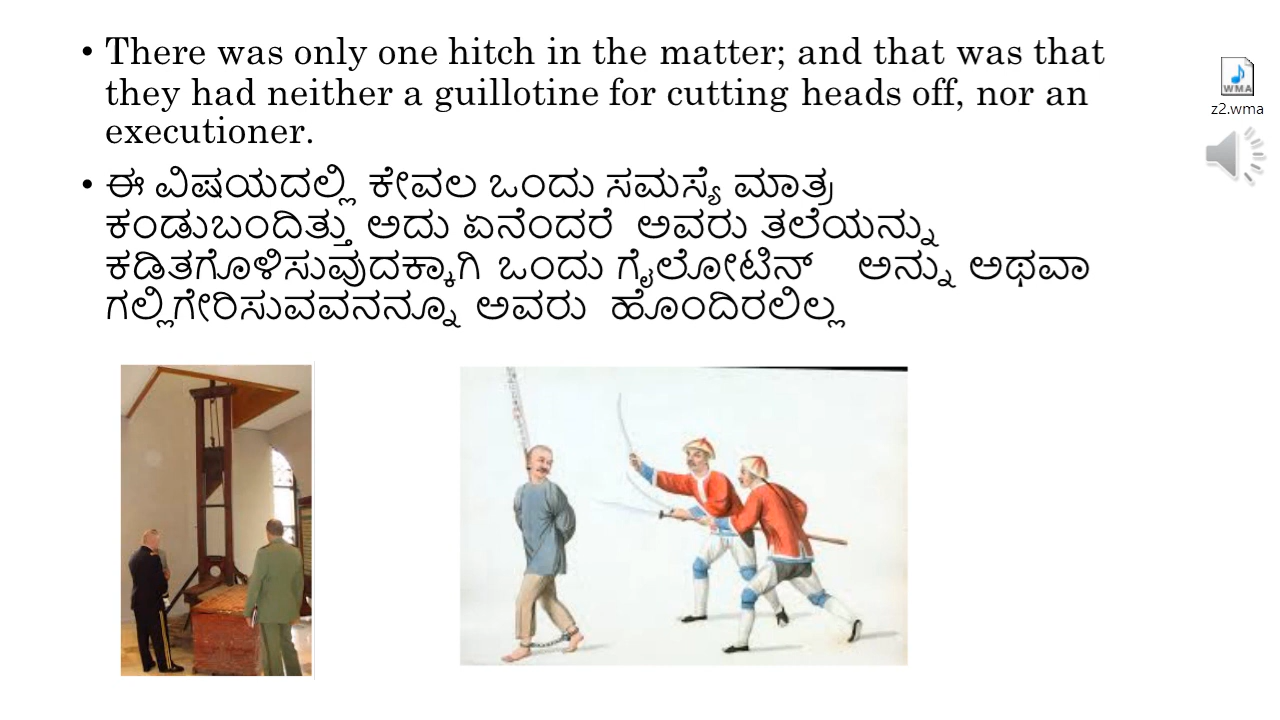 • There was only one hitch in the matter; and that was that
they had neither a guillotine for cutting heads off, nor an
executioner.
• ಈ ವಿಷಯದಲ್ಲಿ ಕೇವಲ ಒಂದು ಸಮಸ್ಯೆ ಮಾತ್ರ
ಕಂಡುಬಂದಿತ್ತು ಅದು ಏನೆಂದರೆ ಅವರು ತಲೆಯನ್ನು
ಕಡಿತಗೊಳಿಸುವುದಕ್ಕಾಗಿ ಒಂದು ಗೈಲೋಟಿನ್ ಅನ್ನು ಅಥವಾ
ಗಲ್ಲಿಗೇರಿಸುವವನನ್ನೂ ಅವರು ಹೊಂದಿರಲಿಲ್ಲ
WMA
z2.wma